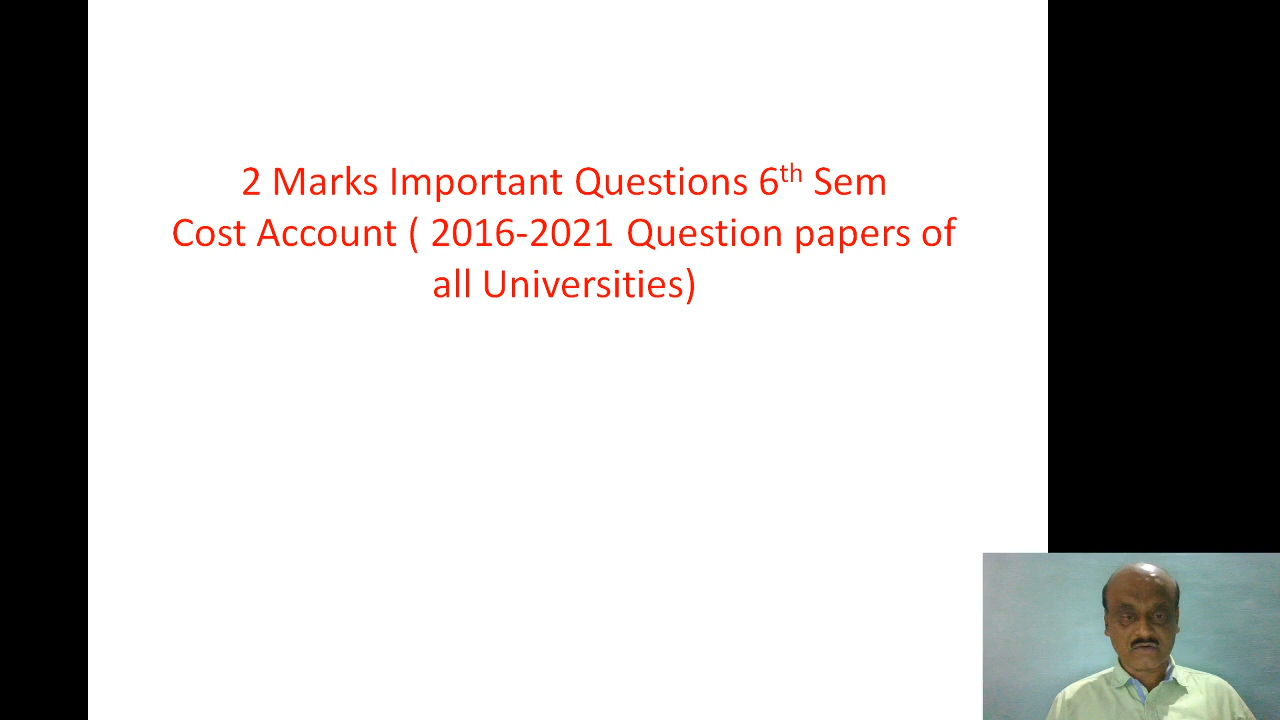 2 Marks Important Questions 6th Sem
Cost Account ( 2016-2021 Question papers of
all Universities)